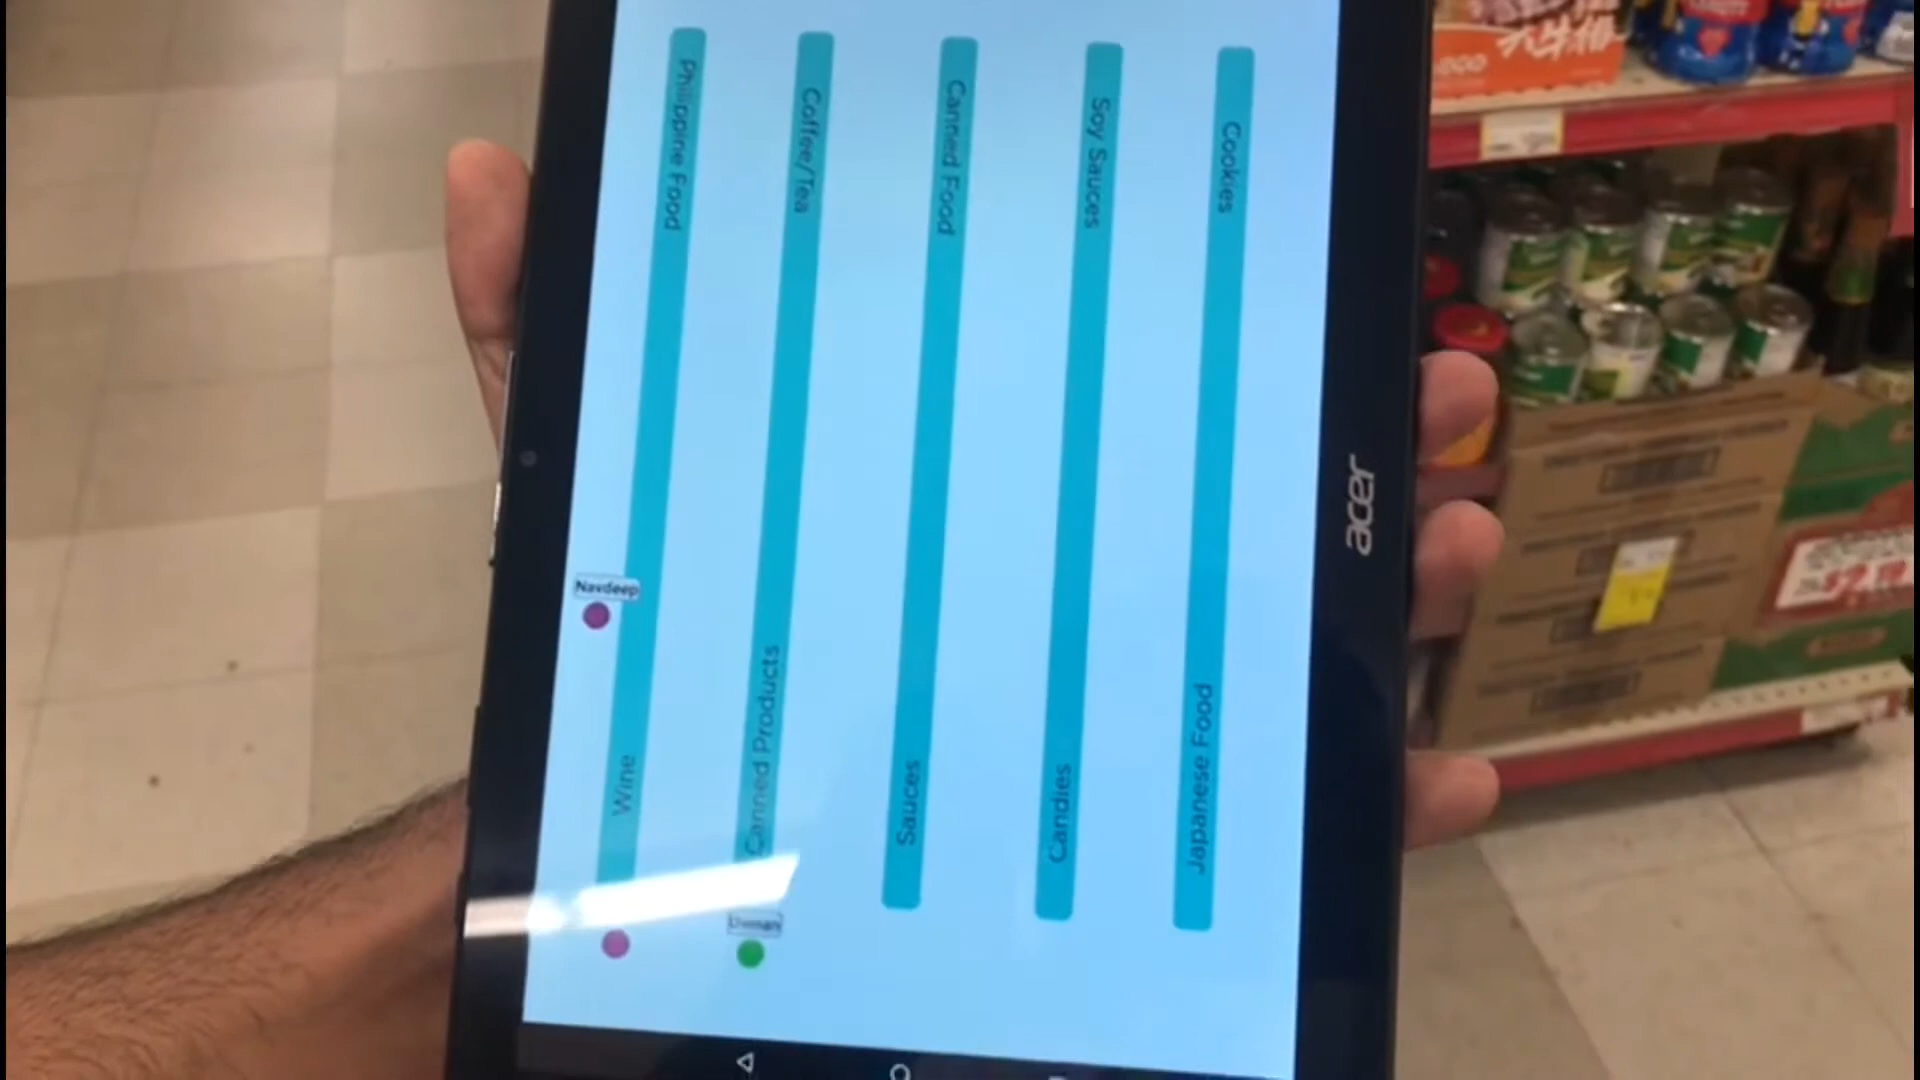 Philippine Food
Coffee/Tea
Canned Food
Soy Sauces
Cookies
Navdeep
Wine
Canned Products
Sauces
Candies
Japanese Food
acer